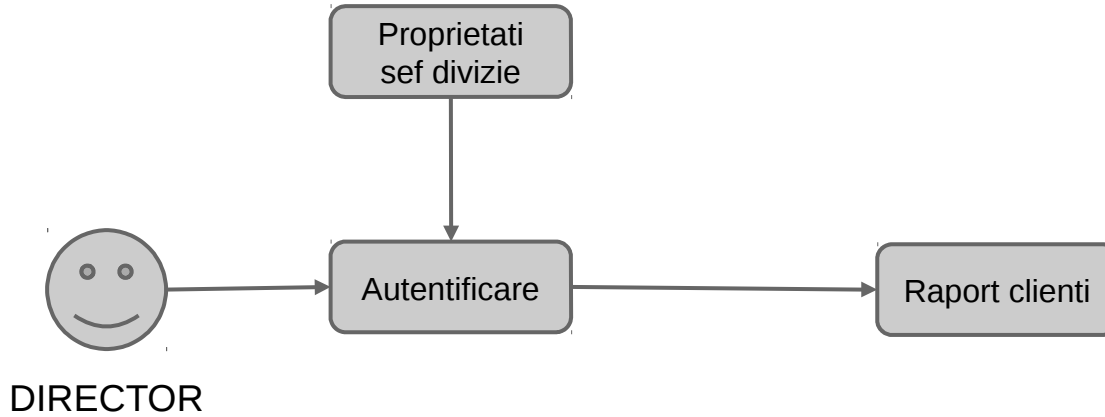 Proprietati
sef divizie
Autentificare
Raport clienti
DIRECTOR